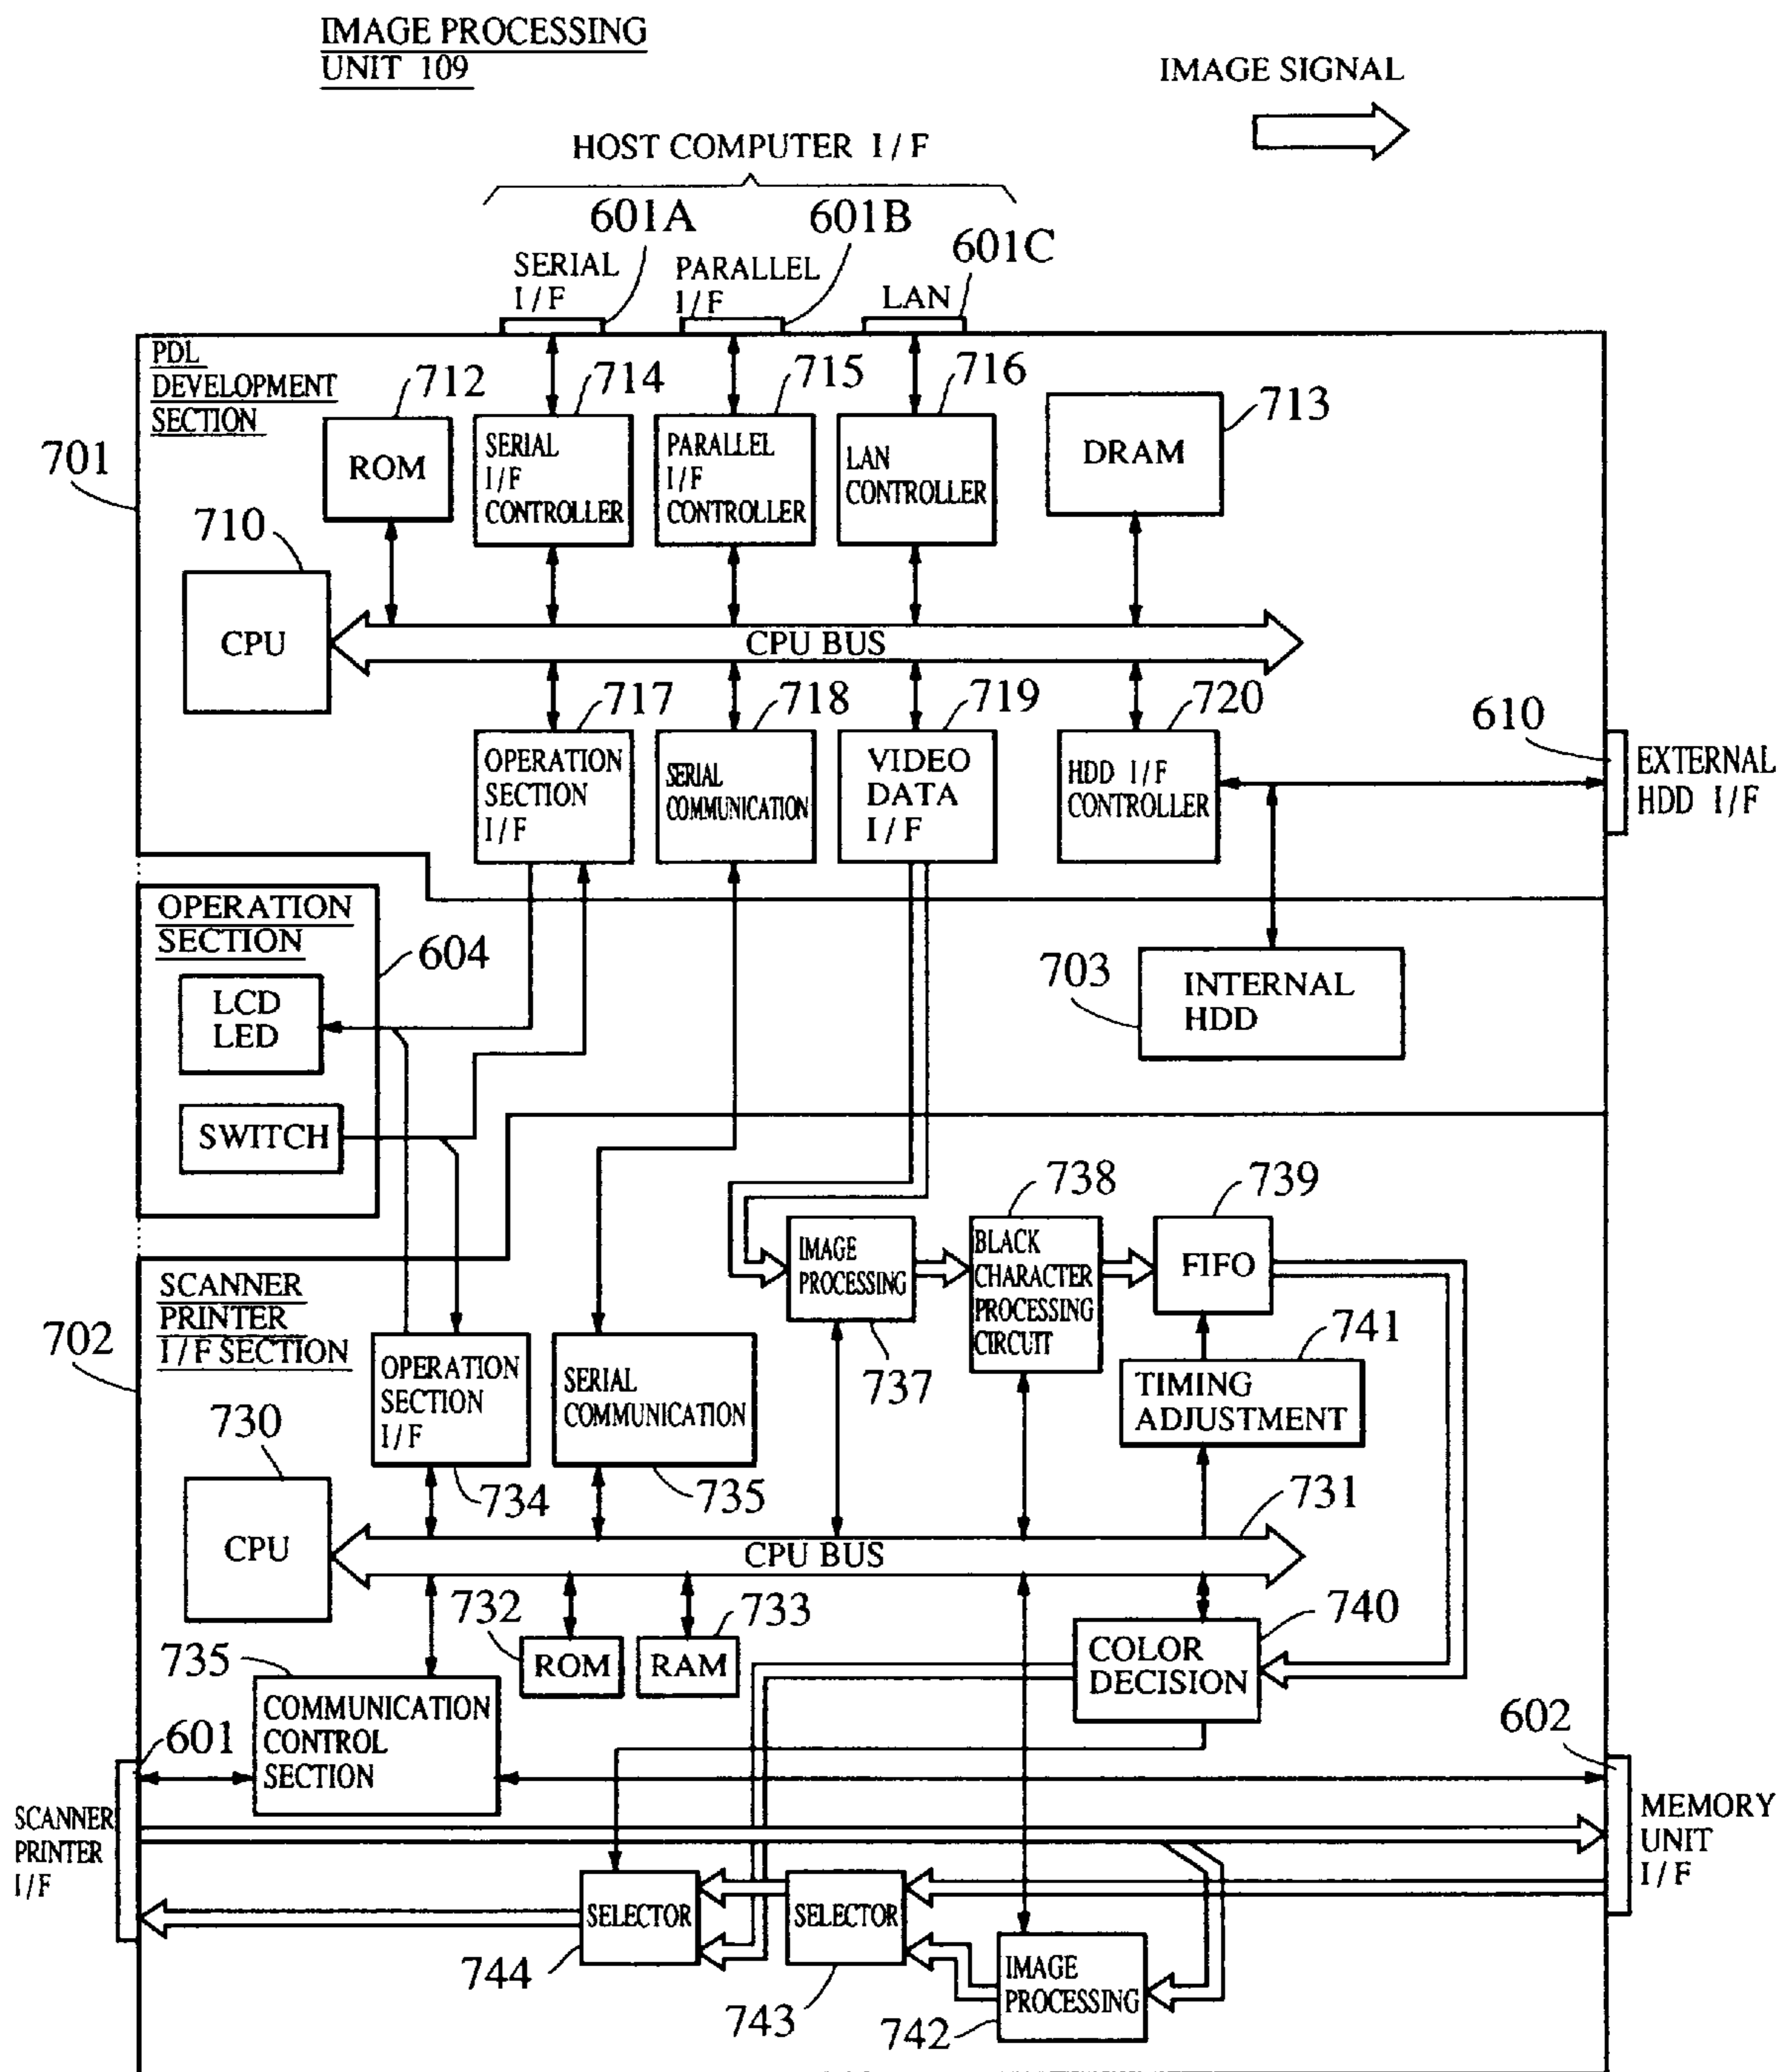 IMAGE PROCESSING
UNIT 109
IMAGE SIGNAL
HOST COMPUTER I/F
601A
601B
601C
SERIAL
I/F
PARALLEL
I/F
LAN
PDL
DEVELOPMENT
SECTION
701
712
ROM
714
SERIAL
I/F
CONTROLLER
715
PARALLEL
I/F
CONTROLLER
716
LAN
CONTROLLER
713
DRAM
710
CPU
CPU BUS
717
OPERATION
SECTION
I/F
718
SERIAL
COMMUNICATION
719
VIDEO
DATA
I/F
720
HDD I/F
CONTROLLER
610
EXTERNAL
HDD I/F
OPERATION
SECTION
604
LCD
LED
SWITCH
703
INTERNAL
HDD
SCANNER
PRINTER
I/F SECTION
702
738
739
IMAGE
PROCESSING
737
BLACK
CHARACTER
PROCESSING
CIRCUIT
FIFO
741
TIMING
ADJUSTMENT
OPERATION
SECTION
I/F
734
SERIAL
COMMUNICATION
735
730
CPU
731
CPU BUS
732
ROM
733
RAM
740
COLOR
DECISION
735
COMMUNICATION
CONTROL
SECTION
601
SCANNER
PRINTER
I/F
602
MEMORY
UNIT
I/F
SELECTOR
744
SELECTOR
743
IMAGE
PROCESSING
742